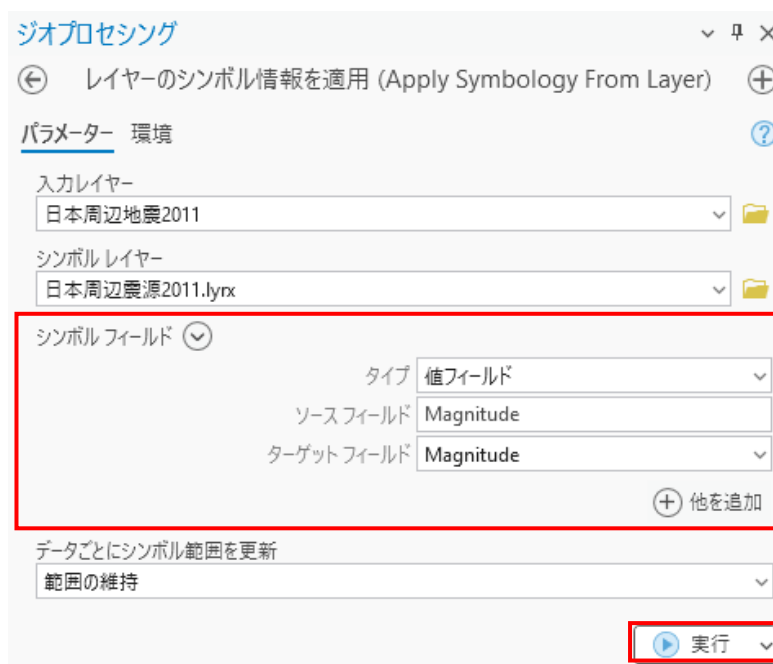 ジオプロセシング
レイヤーのシンボル情報を適用 (Apply Symbology From Layer)
パラメーター 環境
入力レイヤー
日本周辺地震2011
シンボル レイヤー
日本周辺震源2011.lyrx
シンボル フィールド
タイプ 値フィールド
ソース フィールド Magnitude
ターゲット フィールド Magnitude
他を追加
データごとにシンボル範囲を更新
範囲の維持
実行